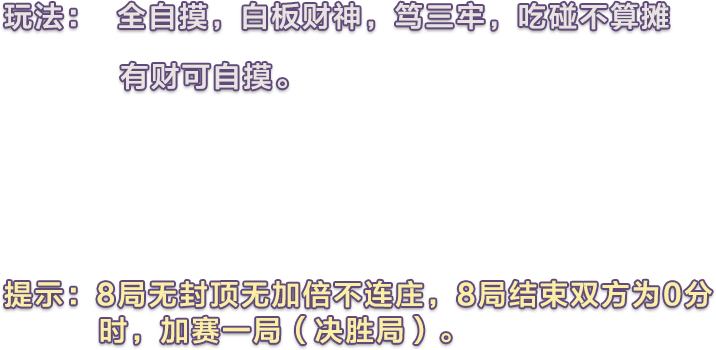 玩法： 全自摸，白板财神，笃三牢，吃碰不算摊
有财可自摸。
提示：8局无封顶无加倍不连庄，8局结束双方为0分
时，加赛一局（决胜局）。